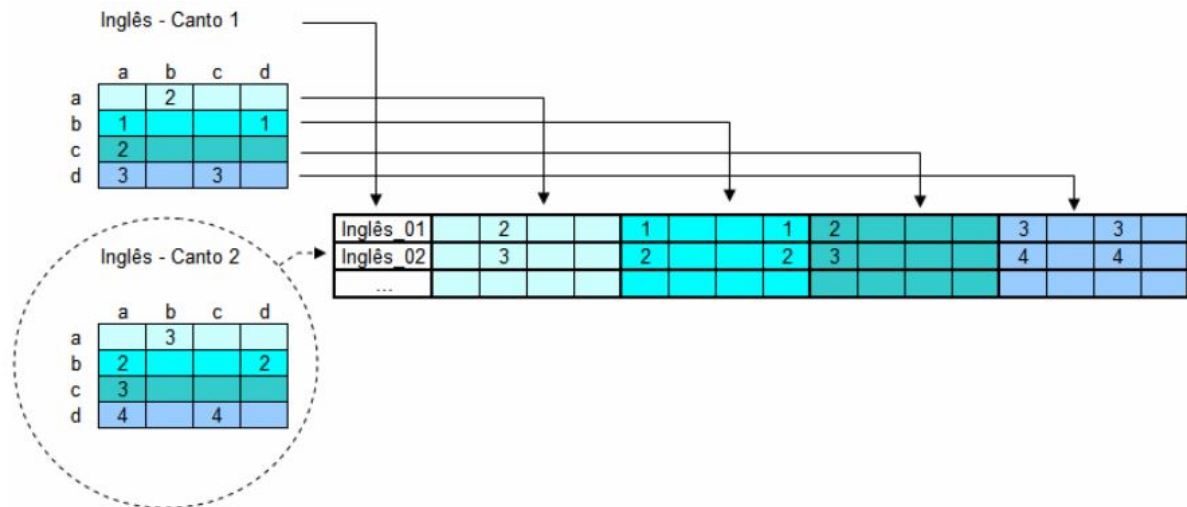 Inglês - Canto 1
a b c d
a 2
b 1 1
c 2
d 3 3
Inglês_01 2 1 1 2 3 3
Inglês_02 3 2 2 3 4 4
...
Inglês - Canto 2
a b c d
a 3
b 2 2
c 3
d 4 4